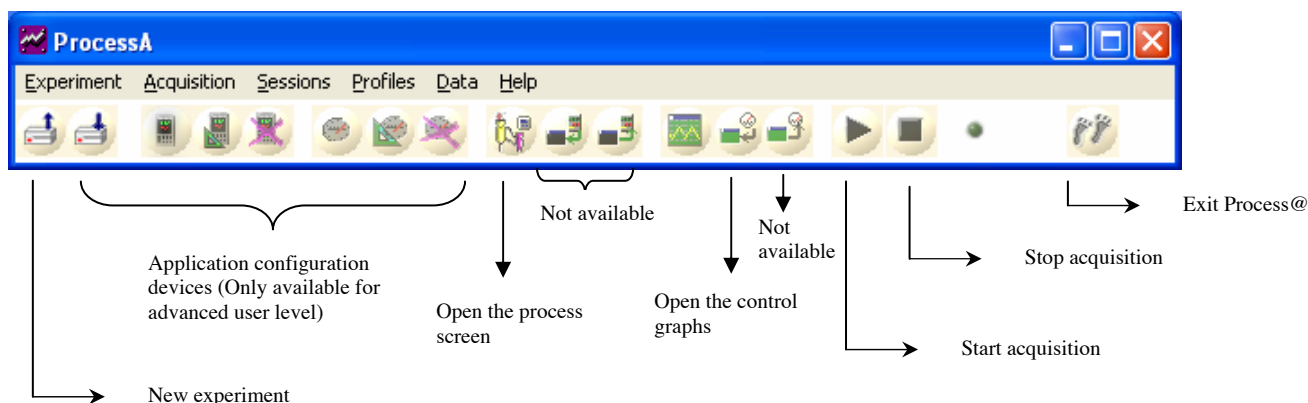 ProcessA
Experiment Acquisition Sessions Profiles Data Help
Not available
Exit Process@
Not
available
Stop acquisition
Application configuration
devices (Only available for
advanced user level)
Open the process
screen
Open the control
graphs
Start acquisition
New experiment